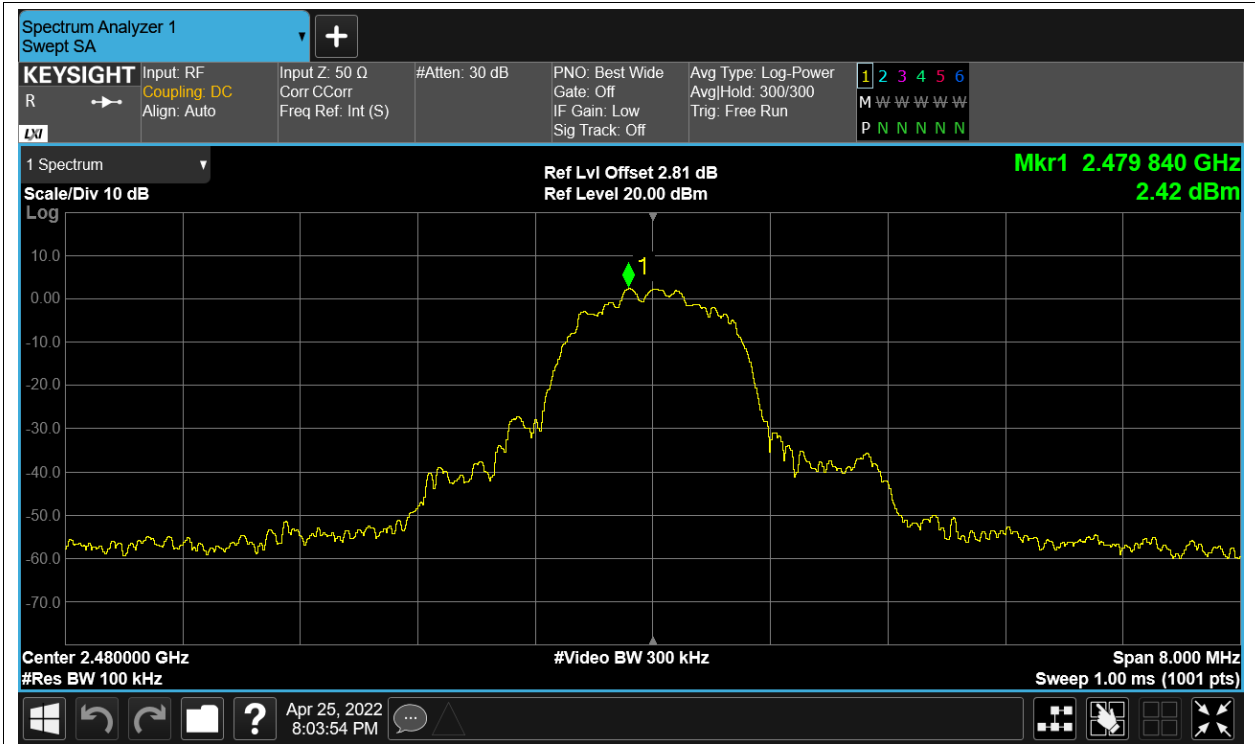 Spectrum Analyzer 1
Swept SA
KEYSIGHT
R
LXI
Input: RF
Coupling: DC
Align: Auto
Input Z: 50 Ω
Corr CCorr
Freq Ref: Int (S)
#Atten: 30 dB
PNO: Best Wide
Gate: Off
IF Gain: Low
Sig Track: Off
Avg Type: Log-Power
Avg|Hold: 300/300
Trig: Free Run
1 2 3 4 5 6
M W W W W W
P N N N N N
1 Spectrum
Scale/Div 10 dB
Log
Ref Lvl Offset 2.81 dB
Ref Level 20.00 dBm
Mkr1 2.479 840 GHz
2.42 dBm
1
10.0
0.00
-10.0
-20.0
-30.0
-40.0
-50.0
-60.0
-70.0
Center 2.480000 GHz
#Video BW 300 kHz
Span 8.000 MHz
#Res BW 100 kHz
Sweep 1.00 ms (1001 pts)
?
Apr 25, 2022
8:03:54 PM